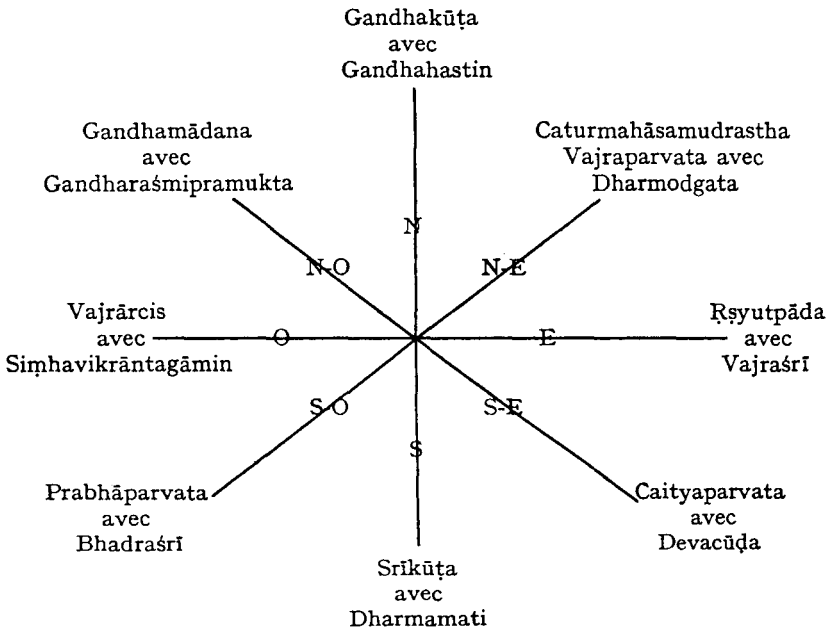 Gandhakūṭa
avec
Gandhahastin
Gandhamādana
avec
Gandharaśmipramukta
Caturmahāsamudrastha
Vajraparvata avec
Dharmodgata
N
N-O
N-E
Vajrārcis
avec
Siṃhavikrāntagāmin
O
E
Ṛṣyutpāda
avec
Vajraśrī
S-O
S-E
S
Prabhāparvata
avec
Bhadraśrī
Caityaparvata
avec
Devacūḍa
Srīkūṭa
avec
Dharmamati